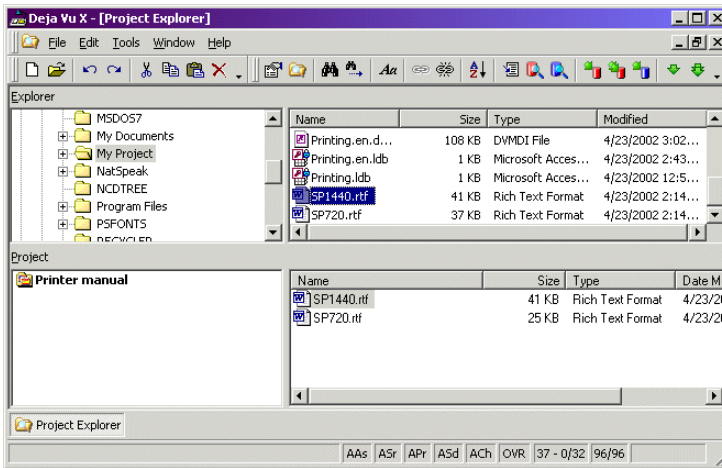 Deja Vu X - [Project Explorer]
File Edit Tools Window Help
Explorer
MSDOS7
My Documents
My Project
NatSpeak
NCDTREE
Program Files
PSFONTS
RECYCLED
Name Size Type Modified
Printing.en.d... 108 KB DVMDI File 4/23/2002 3:02...
Printing.en.ldb 1 KB Microsoft Acces... 4/23/2002 2:43...
Printing.ldb 1 KB Microsoft Acces... 4/23/2002 12:5...
SP1440.rtf 41 KB Rich Text Format 4/23/2002 2:14...
SP720.rtf 37 KB Rich Text Format 4/23/2002 2:14...
Project
Printer manual
Name Size Type Date M
SP1440.rtf 41 KB Rich Text Format 4/23/20
SP720.rtf 25 KB Rich Text Format 4/23/20
Project Explorer
AAs ASr APr ASd ACh OVR 37 - 0/32 96/96